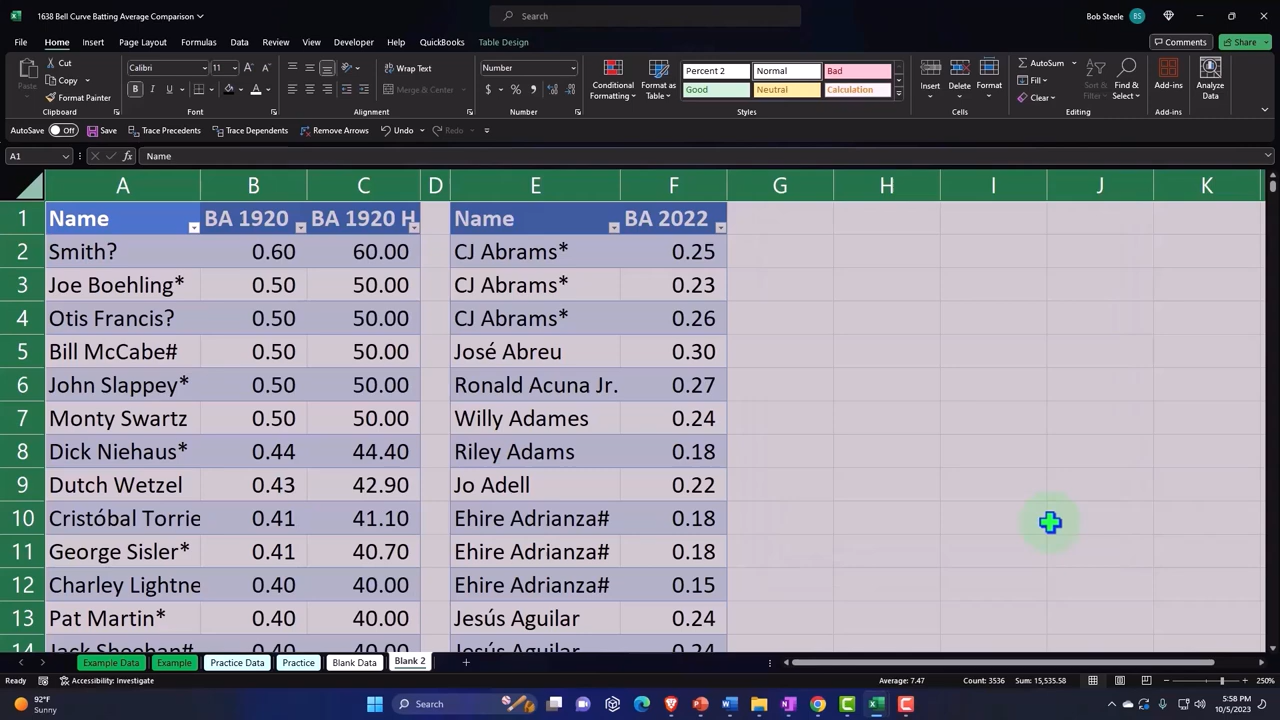 1638 Bell Curve Batting Average Comparison
Search
Bob Steele BS
File Home Insert Page Layout Formulas Data Review View Developer Help QuickBooks Table Design
Comments Share
Paste Cut Copy Format Painter
Clipboard
Calibri 11
Font
Wrap Text
Merge & Center
Alignment
Number
Number
Conditional Formatting Format as Table
Percent 2 Normal Bad
Good Neutral Calculation
Styles
Insert Delete Format
Cells
AutoSum Fill Clear
Sort & Filter Find & Select
Editing
Add-ins
Add-ins
Analyze Data
AutoSave Off Save Trace Precedents Trace Dependents Remove Arrows Undo Redo
A1 fx Name
A B C D E F G H I J K
1 Name BA 1920 BA 1920 H Name BA 2022
2 Smith? 0.60 60.00 CJ Abrams* 0.25
3 Joe Boehling* 0.50 50.00 CJ Abrams* 0.23
4 Otis Francis? 0.50 50.00 CJ Abrams* 0.26
5 Bill McCabe# 0.50 50.00 José Abreu 0.30
6 John Slappey* 0.50 50.00 Ronald Acuna Jr. 0.27
7 Monty Swartz 0.50 50.00 Willy Adames 0.24
8 Dick Niehaus* 0.44 44.40 Riley Adams 0.18
9 Dutch Wetzel 0.43 42.90 Jo Adell 0.22
10 Cristóbal Torrie 0.41 41.10 Ehire Adrianza# 0.18
11 George Sisler* 0.41 40.70 Ehire Adrianza# 0.18
12 Charley Lightne 0.40 40.00 Ehire Adrianza# 0.15
13 Pat Martin* 0.40 40.00 Jesús Aguilar 0.24
14 Jack Sheehan# 0.40 40.00 Jesús Aguilar 0.24
Example Data Example Practice Data Practice Blank Data Blank 2
Ready Accessibility: Investigate Average: 7.47 Count: 3536 Sum: 15,535.58 250%
92°F
Sunny
Search
5:58 PM
10/5/2023